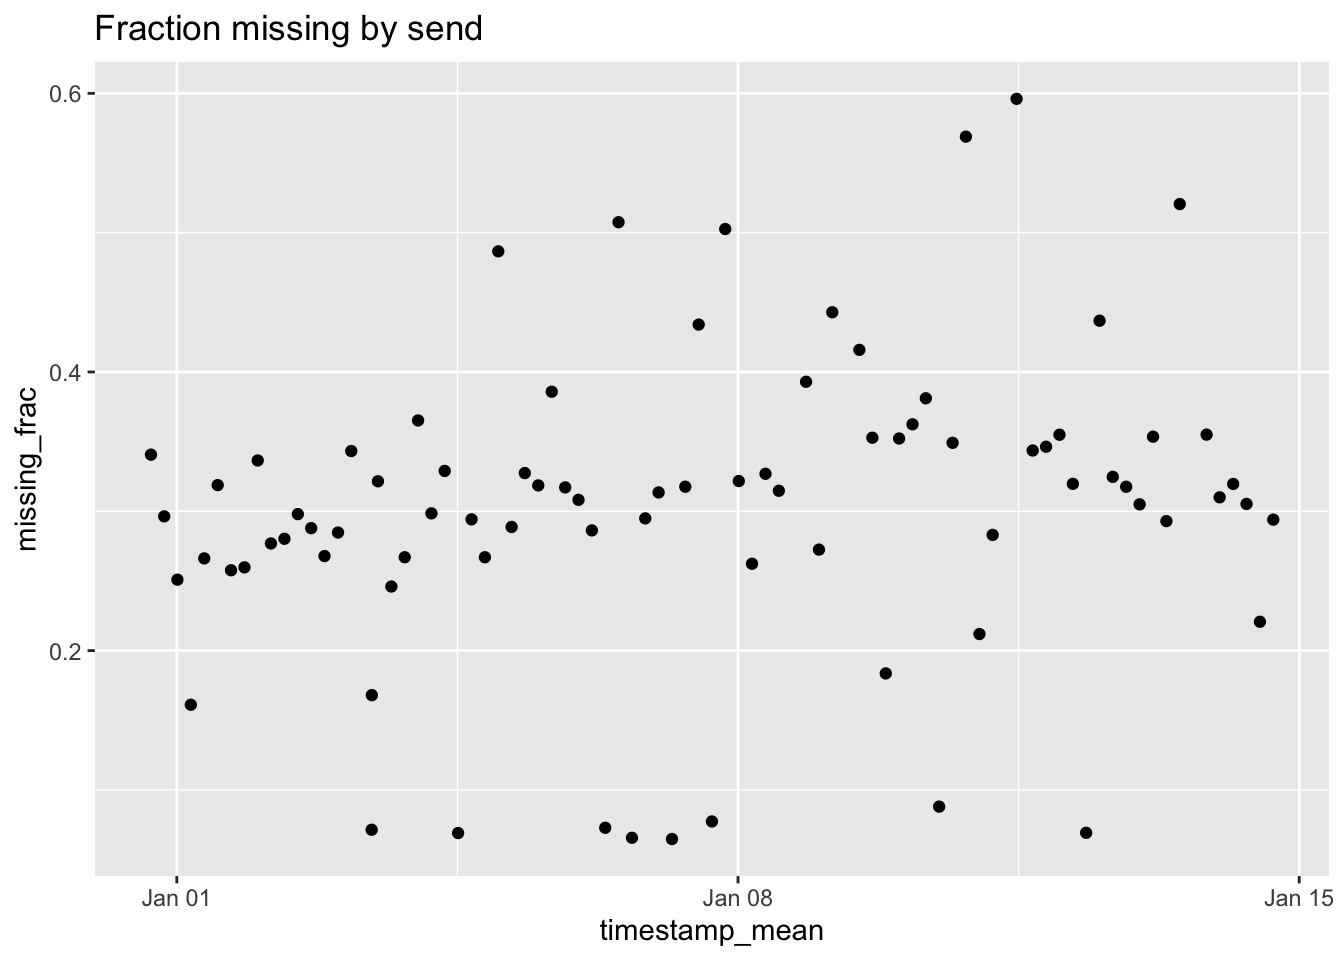 Fraction missing by send
0.6
0.4
0.2
missing_frac
Jan 01
Jan 08
Jan 15
timestamp_mean